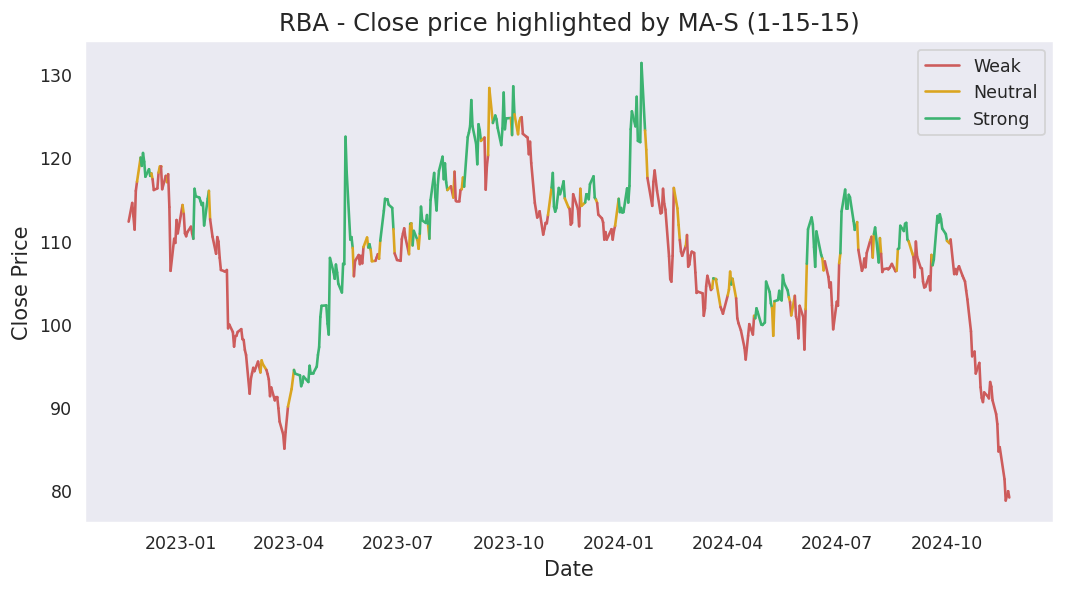 RBA - Close price highlighted by MA-S (1-15-15)
Weak
Neutral
Strong
Close Price
130
120
110
100
90
80
2023-01
2023-04
2023-07
2023-10
2024-01
2024-04
2024-07
2024-10
Date